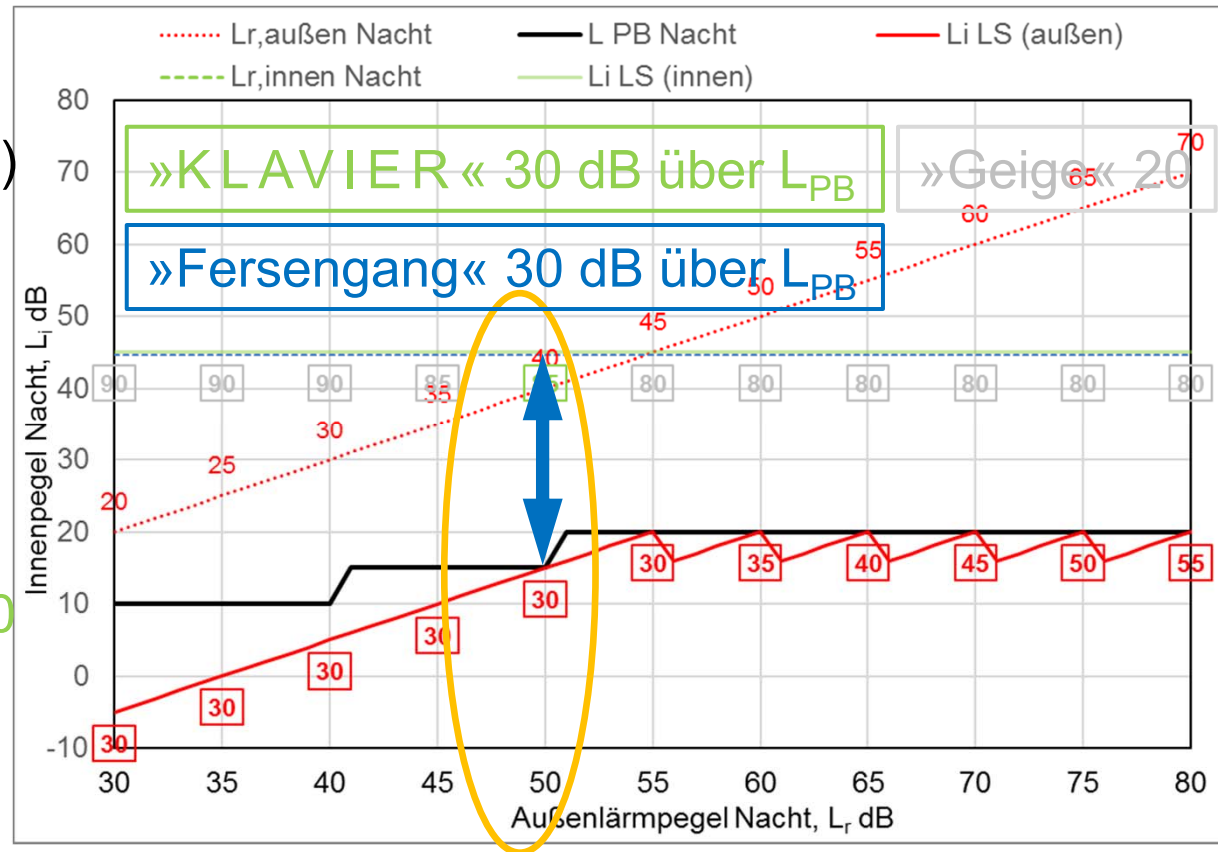 Lr,außen Nacht L PB Nacht Li LS (außen)
Lr,innen Nacht Li LS (innen)
80
70
60
50
40
30
20
10
0
-10
Innenpegel Nacht, Li dB
)
0
»KLAVIER« 30 dB über LPB
»Geige« 20
»Fersengang« 30 dB über LPB
20 25 30 35 40 45 50 55 60 65 70
90 90 90 85 85 80 80 80 80 80 80
30 30 30 30 30 30 35 40 45 50 55
30 35 40 45 50 55 60 65 70 75 80
Außenlärmpegel Nacht, Lr dB